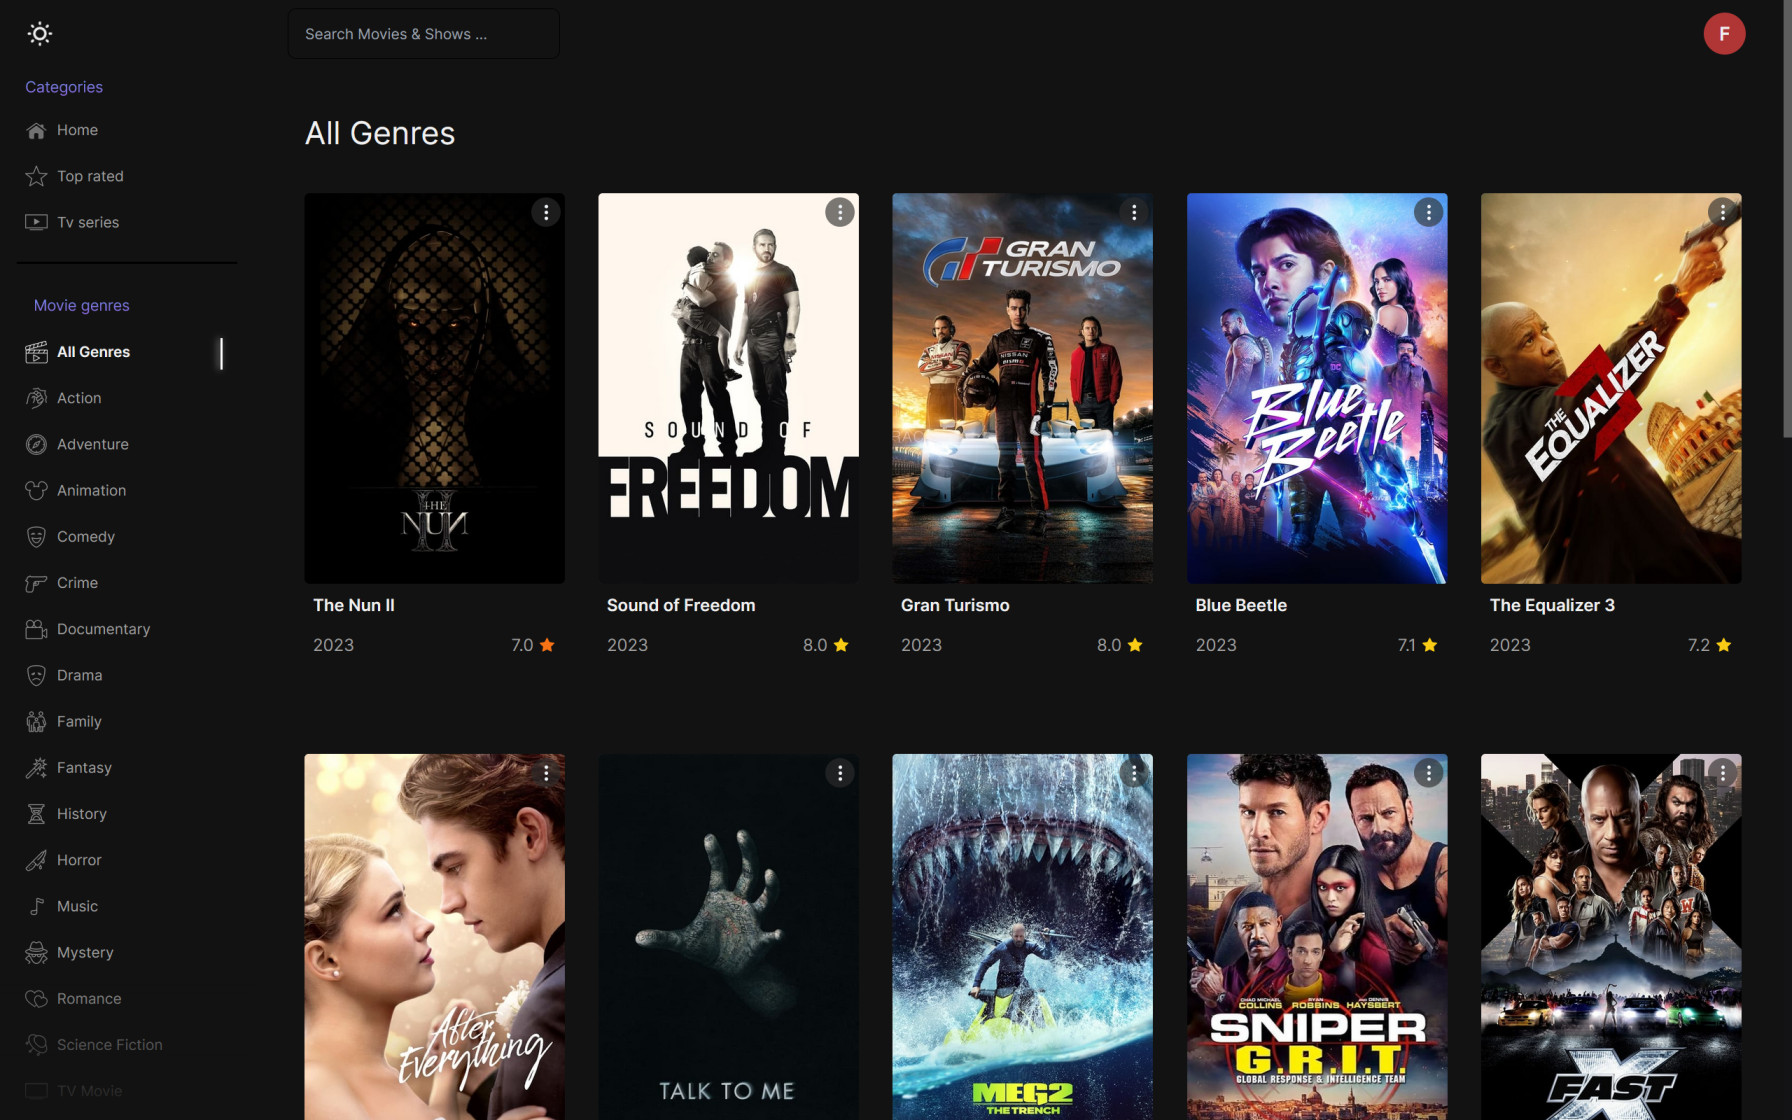 Search Movies & Shows ...
F
Categories
Home
Top rated
Tv series
Movie genres
All Genres
Action
Adventure
Animation
Comedy
Crime
Documentary
Drama
Family
Fantasy
History
Horror
Music
Mystery
Romance
Science Fiction
TV Movie
All Genres
THE
NUN
II
SOUND OF
FREEDOM
GRAN
TURISMO
NISSAN
DC
Blue
Beetle
THE
EQUALIZER
3
The Nun II
2023
7.0
Sound of Freedom
2023
8.0
Gran Turismo
2023
8.0
Blue Beetle
2023
7.1
The Equalizer 3
2023
7.2
After
Everything
TALK TO ME
MEG2
THE TRENCH
CHAD MICHAEL COLLINS
RYAN ROBBINS
AND DENNIS HAYSBERT
SNIPER
G.R.I.T.
GLOBAL RESPONSE & INTELLIGENCE TEAM
FAST
X